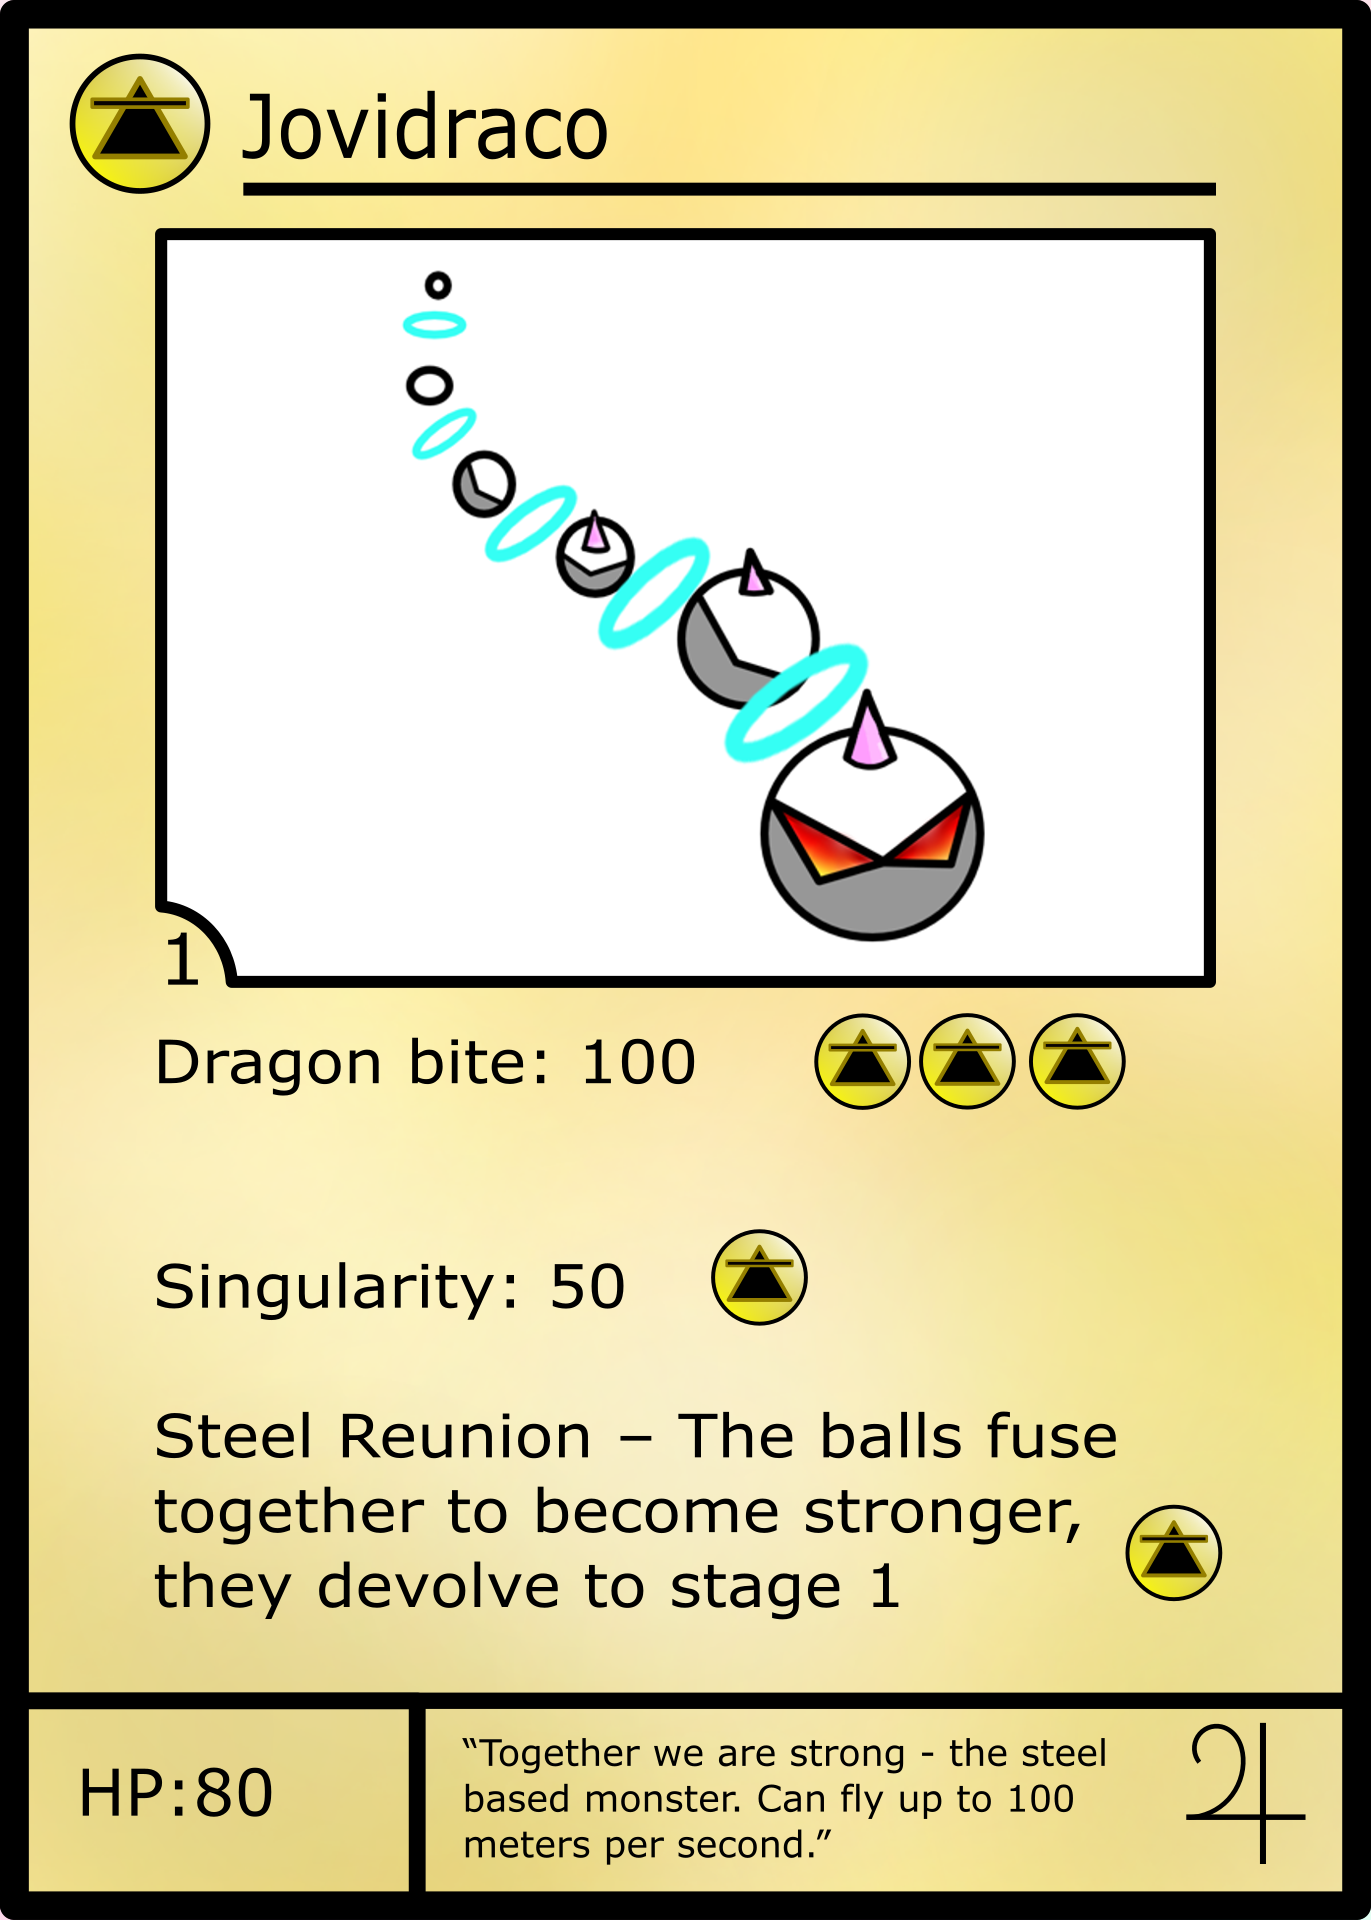 Jovidraco
1
Dragon bite: 100
Singularity: 50
Steel Reunion – The balls fuse
together to become stronger,
they devolve to stage 1
HP:80
“Together we are strong - the steel
based monster. Can fly up to 100
meters per second.”
♃